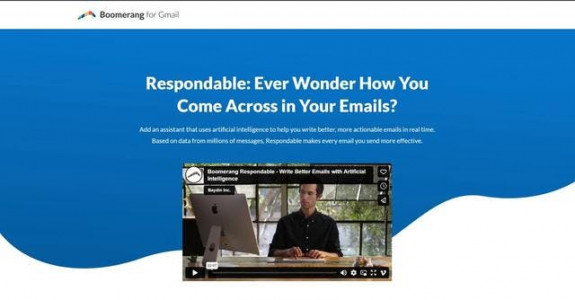 Boomerang for Gmail
Respondable: Ever Wonder How You
Come Across in Your Emails?
Add an assistant that uses artificial intelligence to help you write better, more actionable emails in real time.
Based on data from millions of messages, Respondable makes every email you send more effective.
Boomerang Respondable - Write Better Emails with Artificial
Intelligence
Baydin Inc.